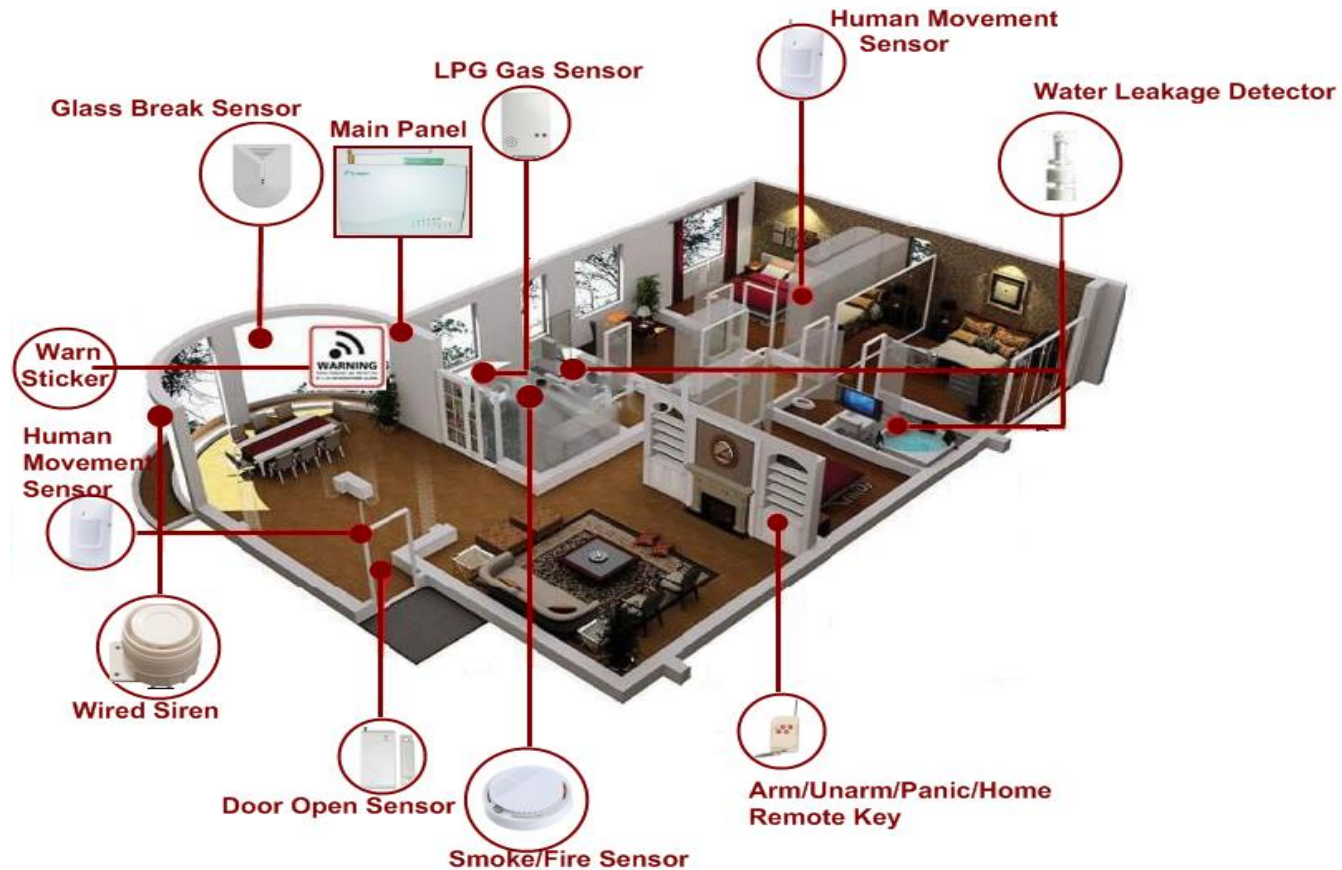 Human Movement
Sensor
LPG Gas Sensor
Water Leakage Detector
Glass Break Sensor
Main Panel
Warn
Sticker
WARNING
Human
Movement
Sensor
Wired Siren
Door Open Sensor
Arm/Unarm/Panic/Home
Remote Key
Smoke/Fire Sensor